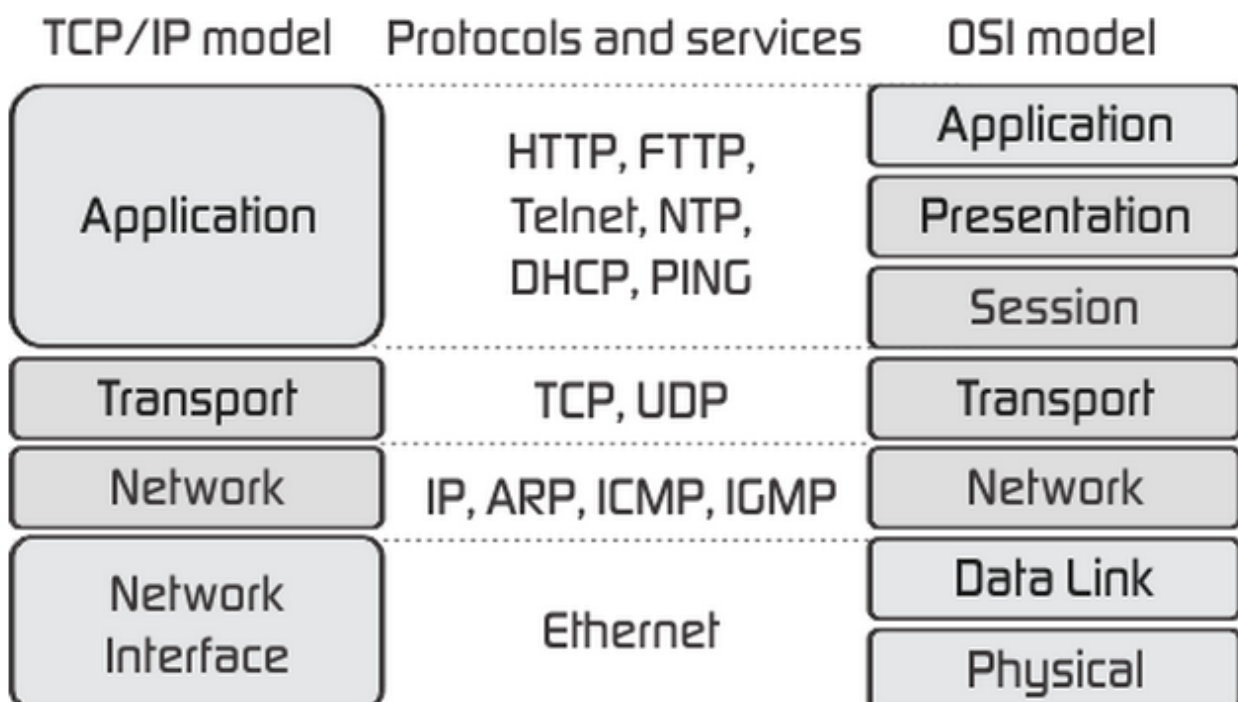 TCP/IP model Protocols and services OSI model
Application
HTTP, FTTP,
Telnet, NTP,
DHCP, PING
Application
Presentation
Session
Transport
TCP, UDP
Transport
Network
IP, ARP, ICMP, IGMP
Network
Network
Interface
Ethernet
Data Link
Physical